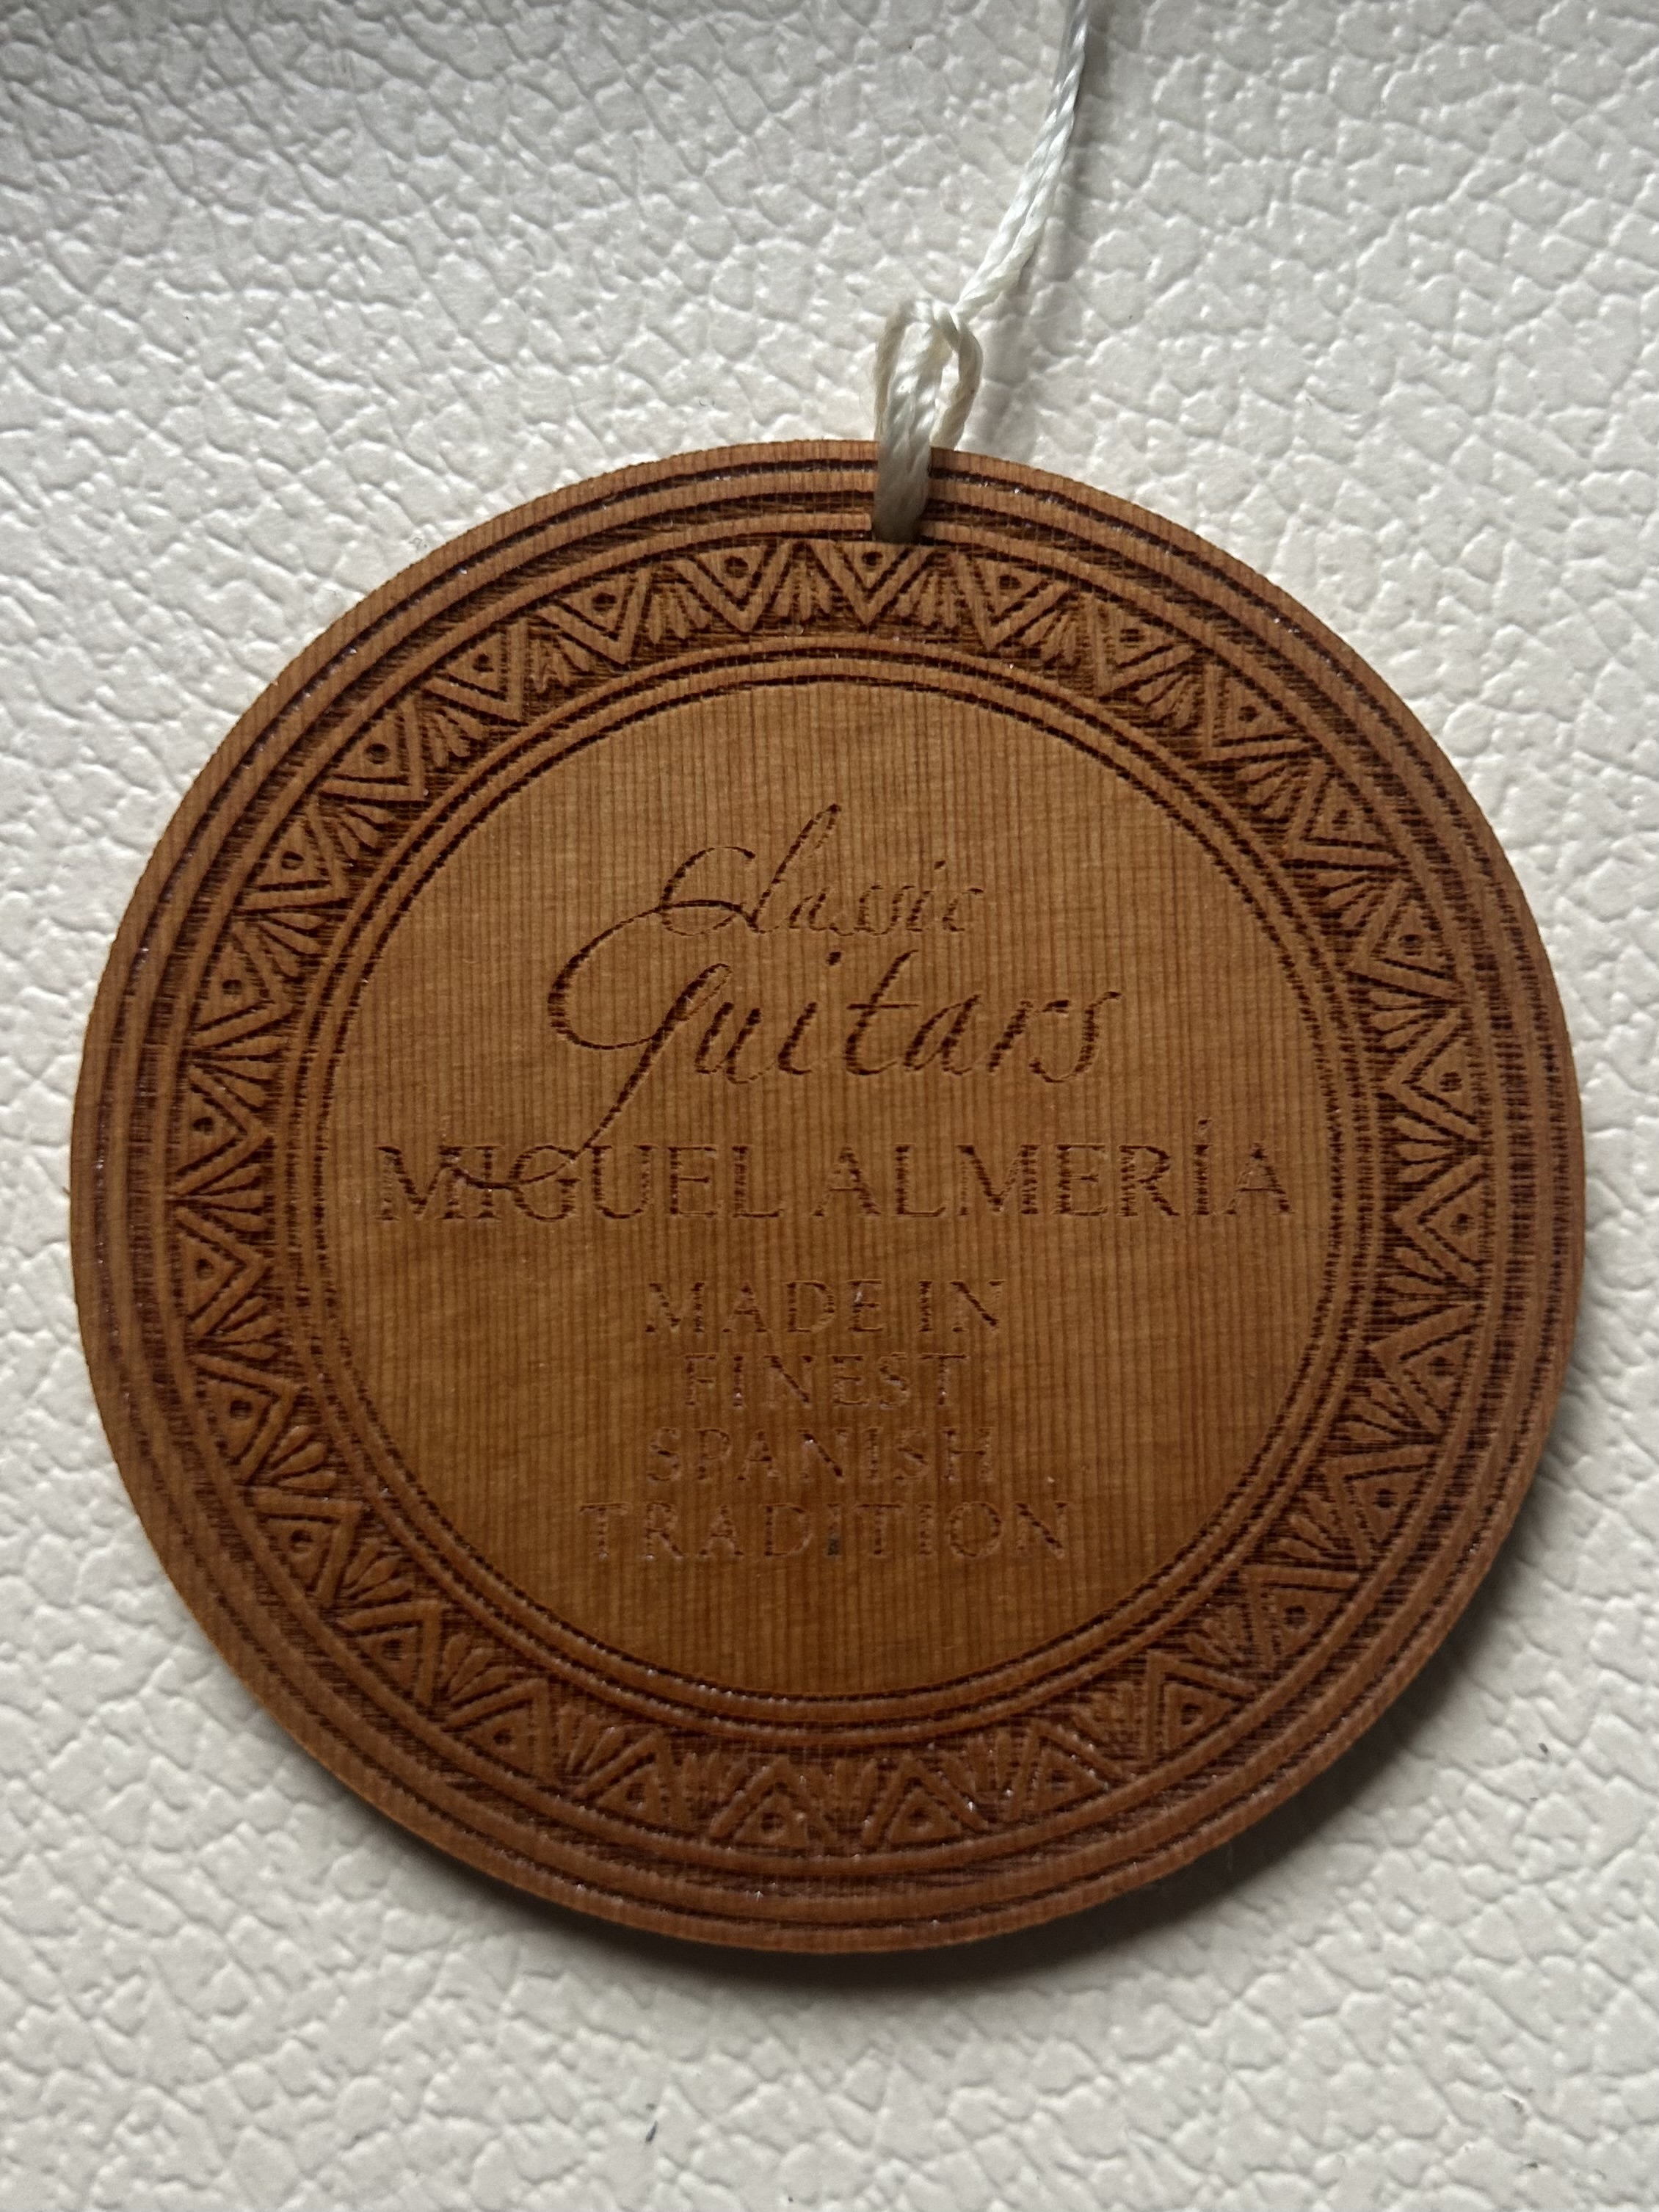 Classic
Guitars
MIGUEL ALMERÍA
MADE IN
FINEST
SPANISH
TRADITION